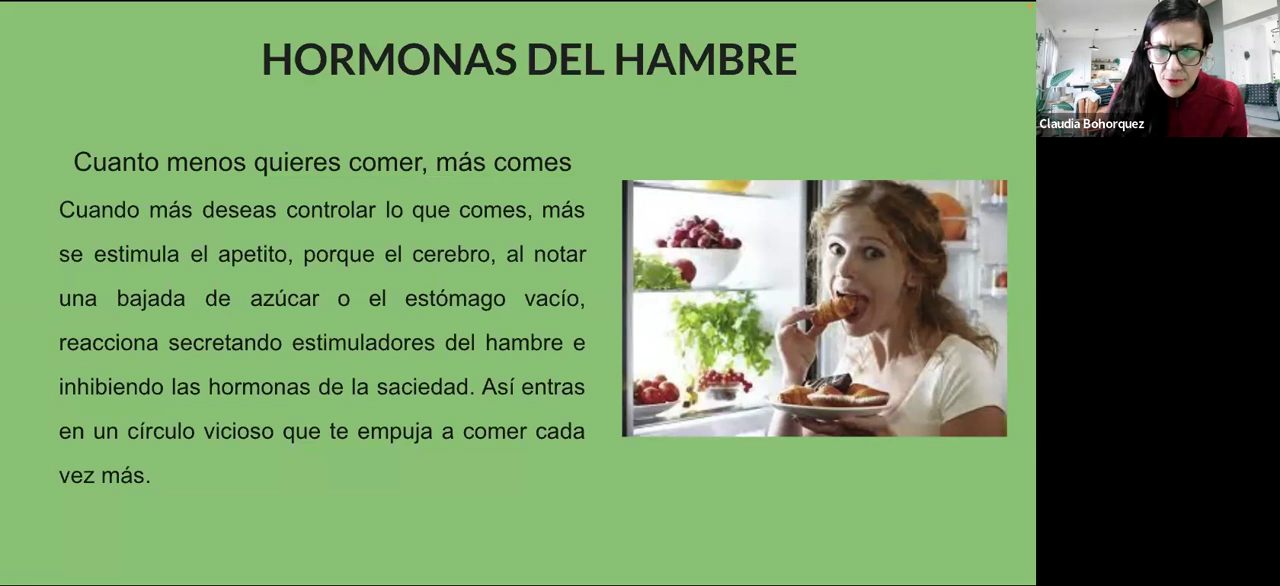 HORMONAS DEL HAMBRE
Cuanto menos quieres comer, más comes
Cuando más deseas controlar lo que comes, más
se estimula el apetito, porque el cerebro, al notar
una bajada de azúcar o el estómago vacío,
reacciona secretando estimuladores del hambre e
inhibiendo las hormonas de la saciedad. Así entras
en un círculo vicioso que te empuja a comer cada
vez más.
Claudia Bohorquez